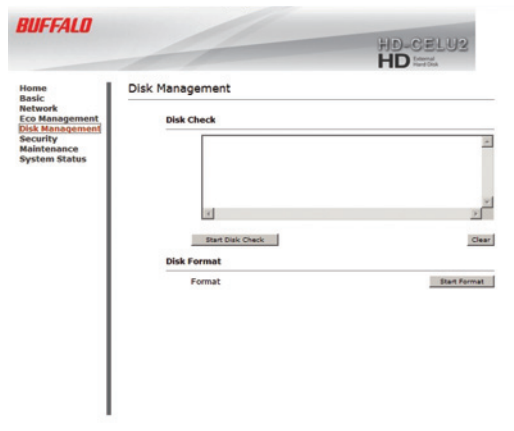 BUFFALO
HD-CELU2
HD External Hard Disk
Home
Basic
Network
Eco Management
Disk Management
Security
Maintenance
System Status
Disk Management
Disk Check
Start Disk Check
Clear
Disk Format
Format
Start Format